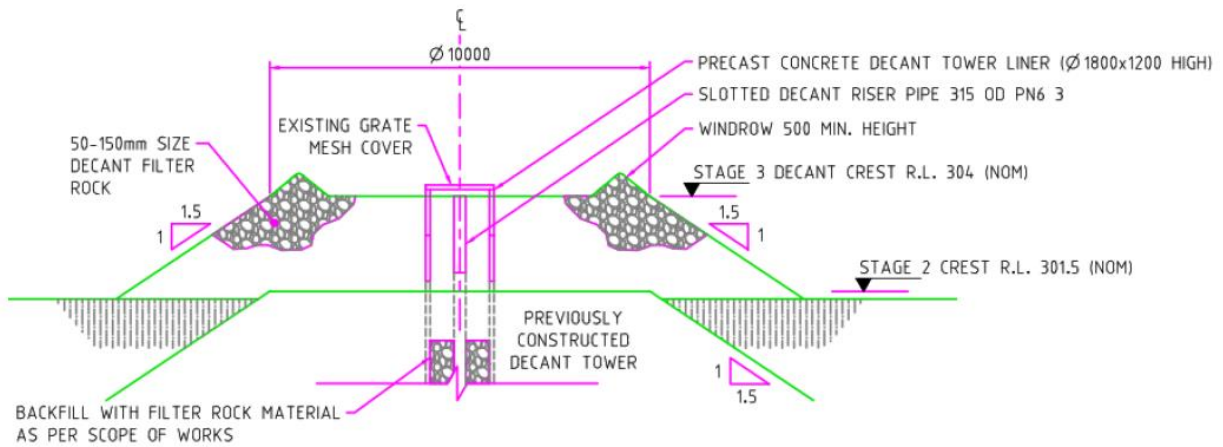 ℄
Ø 10000
PRECAST CONCRETE DECANT TOWER LINER (Ø 1800x1200 HIGH)
SLOTTED DECANT RISER PIPE 315 OD PN6 3
WINDROW 500 MIN. HEIGHT
EXISTING GRATE
MESH COVER
50-150mm SIZE
DECANT FILTER
ROCK
STAGE 3 DECANT CREST R.L. 304 (NOM)
1.5
1
1.5
1
STAGE 2 CREST R.L. 301.5 (NOM)
PREVIOUSLY
CONSTRUCTED
DECANT TOWER
1
1.5
BACKFILL WITH FILTER ROCK MATERIAL
AS PER SCOPE OF WORKS